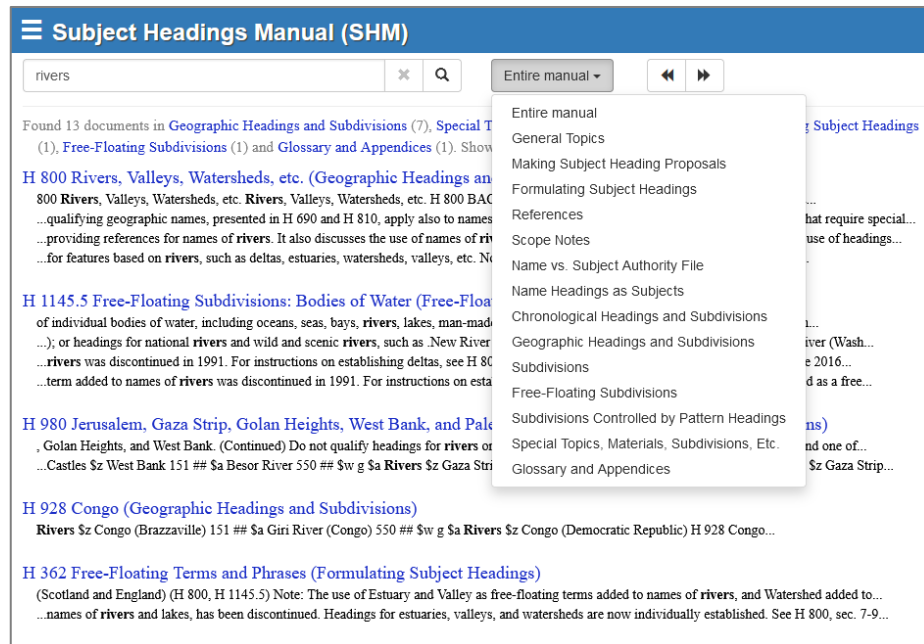 ☰ Subject Headings Manual (SHM)
rivers
Entire manual
Entire manual
General Topics
Making Subject Heading Proposals
Formulating Subject Headings
References
Scope Notes
Name vs. Subject Authority File
Name Headings as Subjects
Chronological Headings and Subdivisions
Geographic Headings and Subdivisions
Subdivisions
Free-Floating Subdivisions
Subdivisions Controlled by Pattern Headings
Special Topics, Materials, Subdivisions, Etc.
Glossary and Appendices
Found 13 documents in Geographic Headings and Subdivisions (7), Special T g Subject Headings
(1), Free-Floating Subdivisions (1) and Glossary and Appendices (1). Show
H 800 Rivers, Valleys, Watersheds, etc. (Geographic Headings and
800 Rivers, Valleys, Watersheds, etc. Rivers, Valleys, Watersheds, etc. H 800 BAC ...
...qualifying geographic names, presented in H 690 and H 810, apply also to names hat require special...
...providing references for names of rivers. It also discusses the use of names of riv use of headings...
...for features based on rivers, such as deltas, estuaries, watersheds, valleys, etc. No
H 1145.5 Free-Floating Subdivisions: Bodies of Water (Free-Floa
of individual bodies of water, including oceans, seas, bays, rivers, lakes, man-mad n...
...); or headings for national rivers and wild and scenic rivers, such as .New River iver (Wash...
...rivers was discontinued in 1991. For instructions on establishing deltas, see H 80 e 2016...
...term added to names of rivers was discontinued in 1991. For instructions on esta d as a free...
H 980 Jerusalem, Gaza Strip, Golan Heights, West Bank, and Pale ns)
, Golan Heights, and West Bank. (Continued) Do not qualify headings for rivers or nd one of...
...Castles $z West Bank 151 ## $a Besor River 550 ## $w g $a Rivers $z Gaza Stri $z Gaza Strip...
H 928 Congo (Geographic Headings and Subdivisions)
Rivers $z Congo (Brazzaville) 151 ## $a Giri River (Congo) 550 ## $w g $a Rivers $z Congo (Democratic Republic) H 928 Congo...
H 362 Free-Floating Terms and Phrases (Formulating Subject Headings)
(Scotland and England) (H 800, H 1145.5) Note: The use of Estuary and Valley as free-floating terms added to names of rivers, and Watershed added to...
...names of rivers and lakes, has been discontinued. Headings for estuaries, valleys, and watersheds are now individually established. See H 800, sec. 7-9...